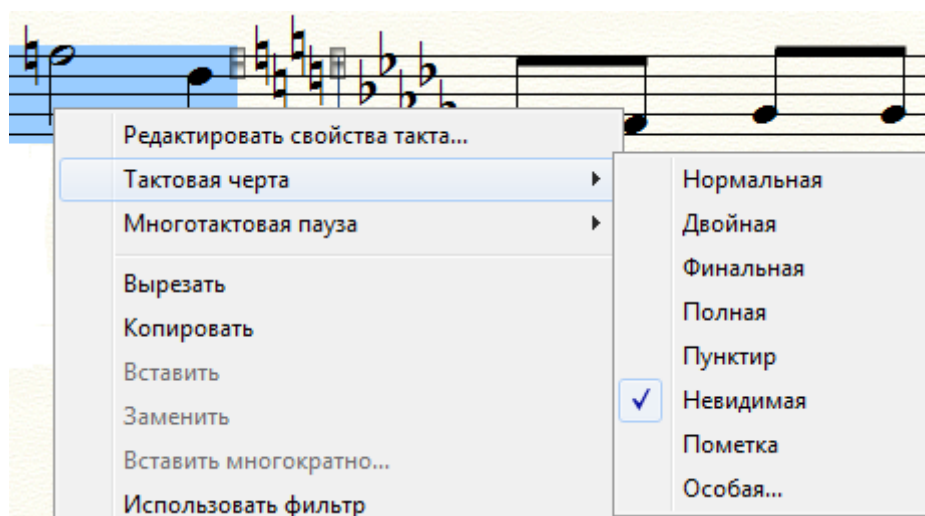 Редактировать свойства такта...
Тактовая черта
Многотактовая пауза
Вырезать
Копировать
Вставить
Заменить
Вставить многократно...
Использовать фильтр
Нормальная
Двойная
Финальная
Полная
Пунктир
Невидимая
Пометка
Особая...